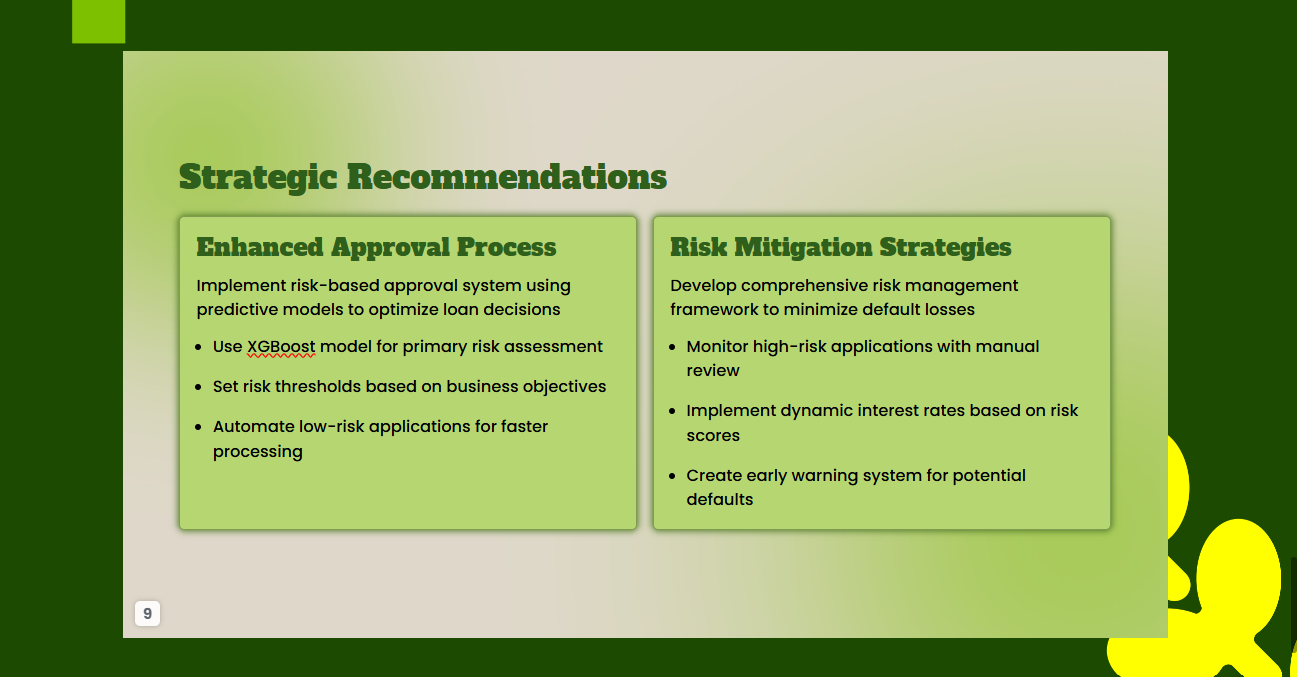 Strategic Recommendations
Enhanced Approval Process
Implement risk-based approval system using
predictive models to optimize loan decisions
• Use XGBoost model for primary risk assessment
• Set risk thresholds based on business objectives
• Automate low-risk applications for faster
processing
Risk Mitigation Strategies
Develop comprehensive risk management
framework to minimize default losses
• Monitor high-risk applications with manual
review
• Implement dynamic interest rates based on risk
scores
• Create early warning system for potential
defaults
9